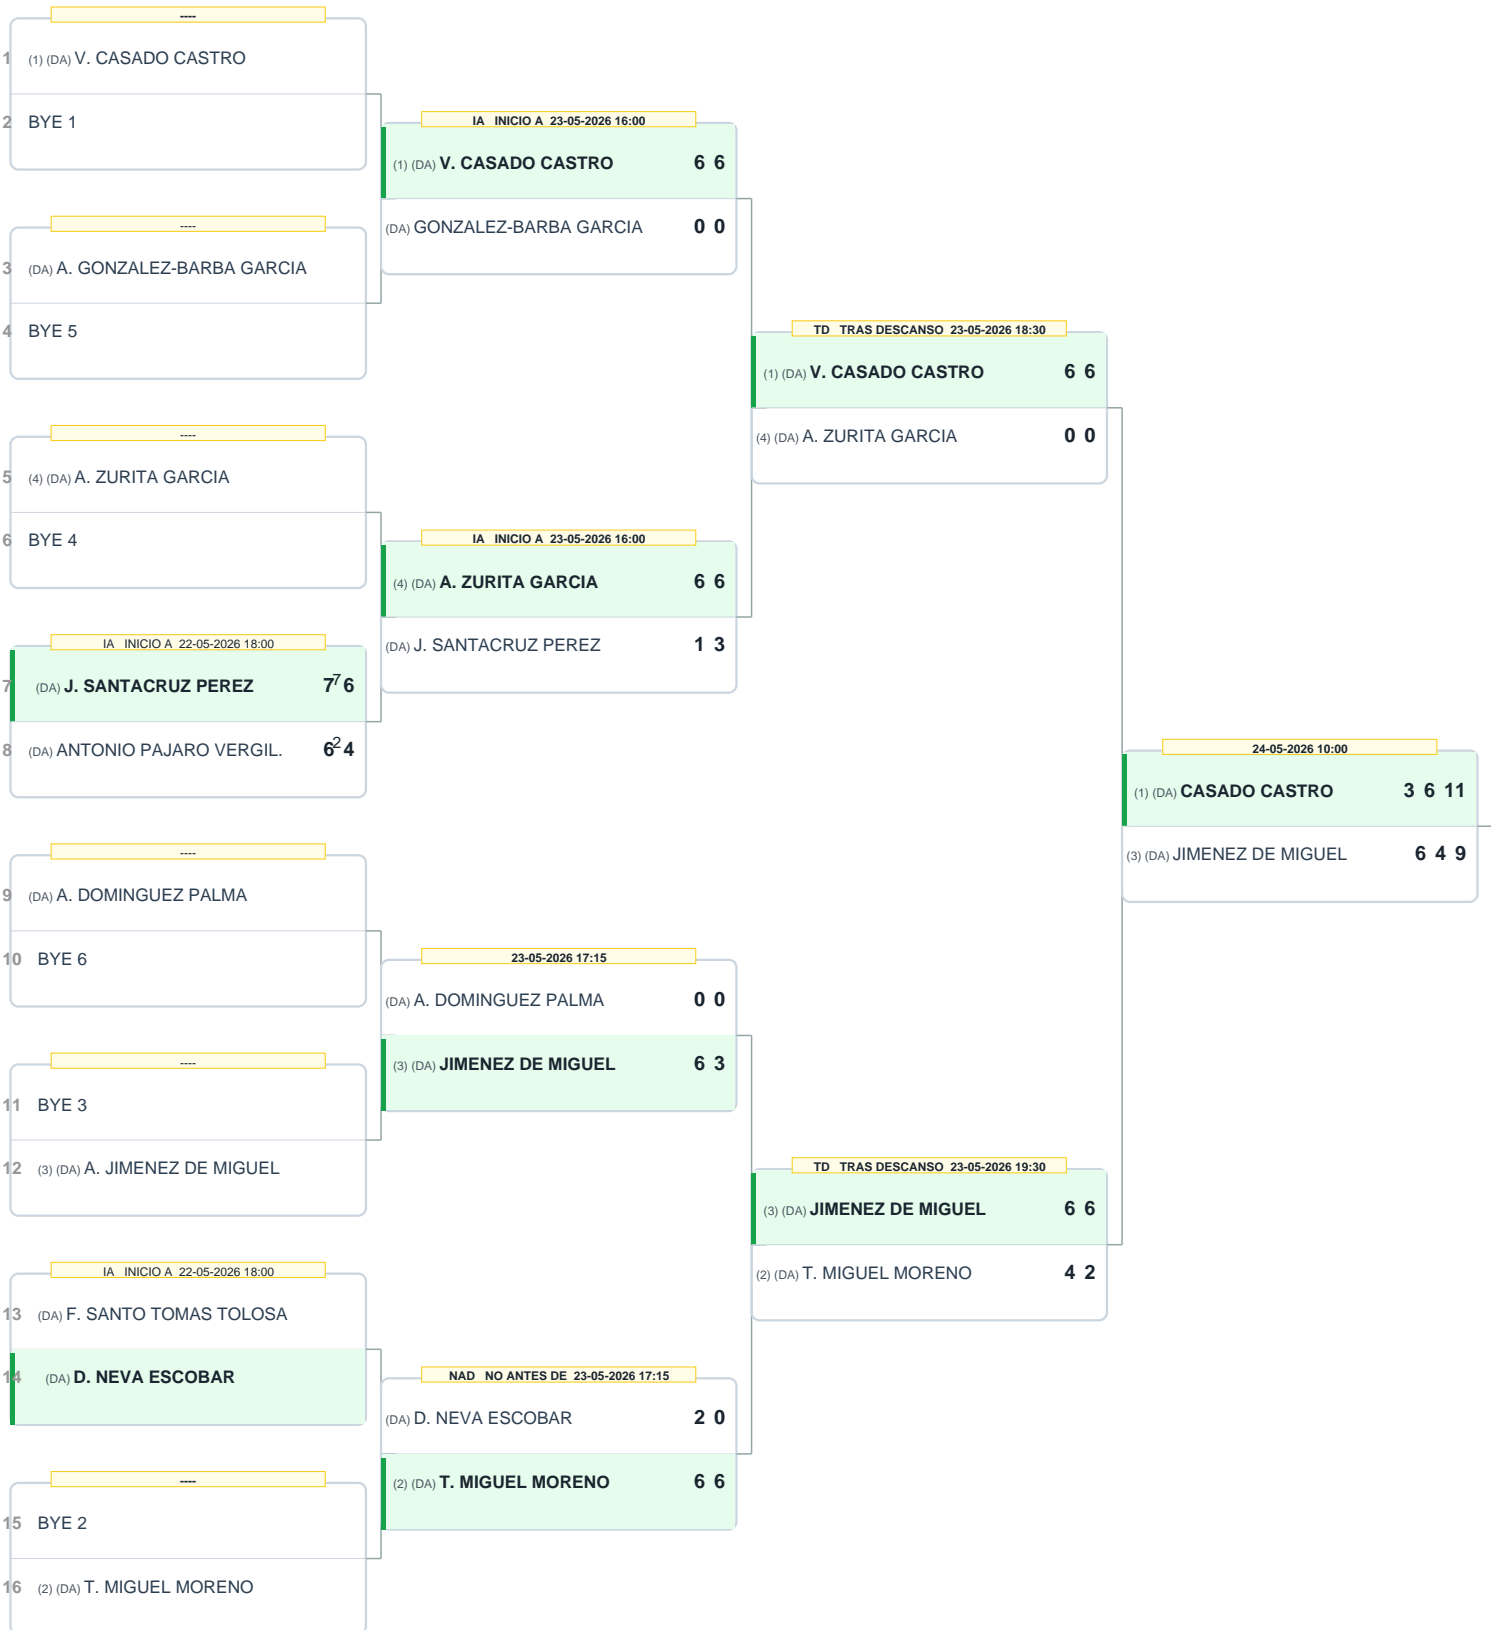 ----
1 (1) (DA) V. CASADO CASTRO
2 BYE 1
----
3 (DA) A. GONZALEZ-BARBA GARCIA
4 BYE 5
----
5 (4) (DA) A. ZURITA GARCIA
6 BYE 4
IA INICIO A 22-05-2026 18:00
7 (DA) J. SANTACRUZ PEREZ 7 7 6
8 (DA) ANTONIO PAJARO VERGIL. 6 2 4
----
9 (DA) A. DOMINGUEZ PALMA
10 BYE 6
----
11 BYE 3
12 (3) (DA) A. JIMENEZ DE MIGUEL
IA INICIO A 22-05-2026 18:00
13 (DA) F. SANTO TOMAS TOLOSA
14 (DA) D. NEVA ESCOBAR
----
15 BYE 2
16 (2) (DA) T. MIGUEL MORENO
IA INICIO A 23-05-2026 16:00
(1) (DA) V. CASADO CASTRO 6 6
(DA) GONZALEZ-BARBA GARCIA 0 0
IA INICIO A 23-05-2026 16:00
(4) (DA) A. ZURITA GARCIA 6 6
(DA) J. SANTACRUZ PEREZ 1 3
23-05-2026 17:15
(DA) A. DOMINGUEZ PALMA 0 0
(3) (DA) JIMENEZ DE MIGUEL 6 3
NAD NO ANTES DE 23-05-2026 17:15
(DA) D. NEVA ESCOBAR 2 0
(2) (DA) T. MIGUEL MORENO 6 6
TD TRAS DESCANSO 23-05-2026 18:30
(1) (DA) V. CASADO CASTRO 6 6
(4) (DA) A. ZURITA GARCIA 0 0
TD TRAS DESCANSO 23-05-2026 19:30
(3) (DA) JIMENEZ DE MIGUEL 6 6
(2) (DA) T. MIGUEL MORENO 4 2
24-05-2026 10:00
(1) (DA) CASADO CASTRO 3 6 11
(3) (DA) JIMENEZ DE MIGUEL 6 4 9